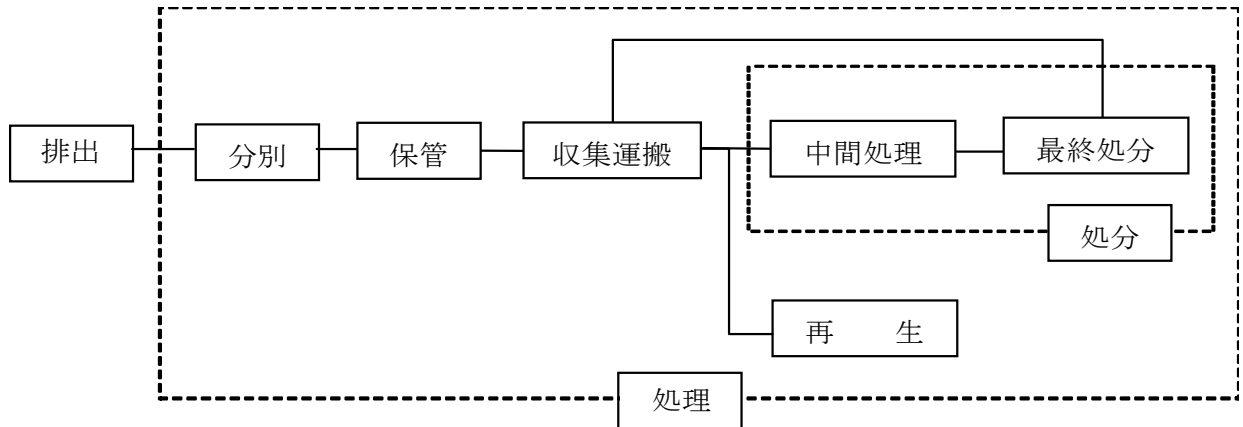 排出
分別
保管
収集運搬
中間処理
最終処分
処分
再　　生
処理